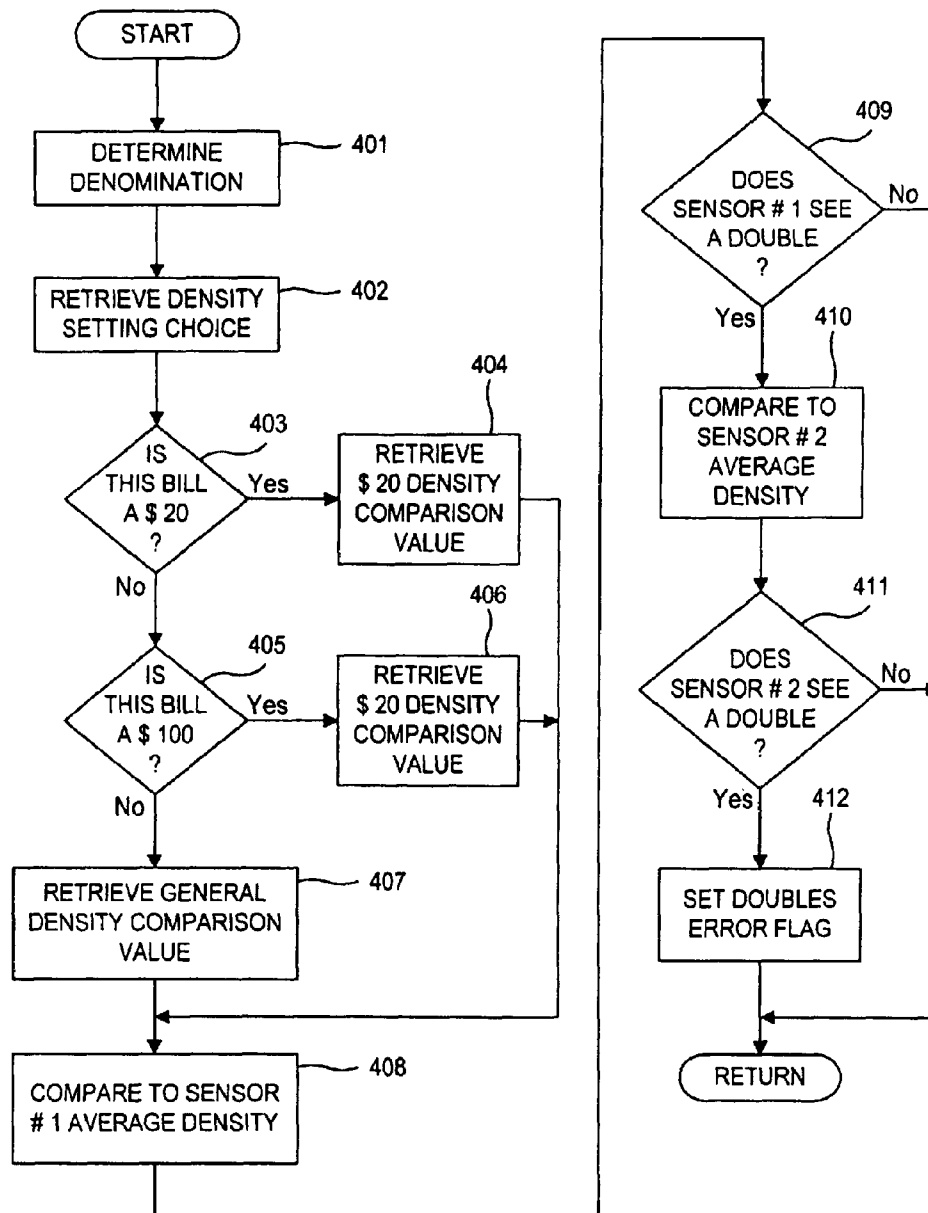 START
DETERMINE
DENOMINATION
401
RETRIEVE DENSITY
SETTING CHOICE
402
IS
THIS BILL
A $ 20
?
403
Yes
No
RETRIEVE
$ 20 DENSITY
COMPARISON
VALUE
404
IS
THIS BILL
A $ 100
?
405
Yes
No
RETRIEVE
$ 20 DENSITY
COMPARISON
VALUE
406
RETRIEVE GENERAL
DENSITY COMPARISON
VALUE
407
COMPARE TO SENSOR
# 1 AVERAGE DENSITY
408
DOES
SENSOR # 1 SEE
A DOUBLE
?
409
No
Yes
COMPARE TO
SENSOR # 2
AVERAGE
DENSITY
410
DOES
SENSOR # 2 SEE
A DOUBLE
?
411
No
Yes
SET DOUBLES
ERROR FLAG
412
RETURN